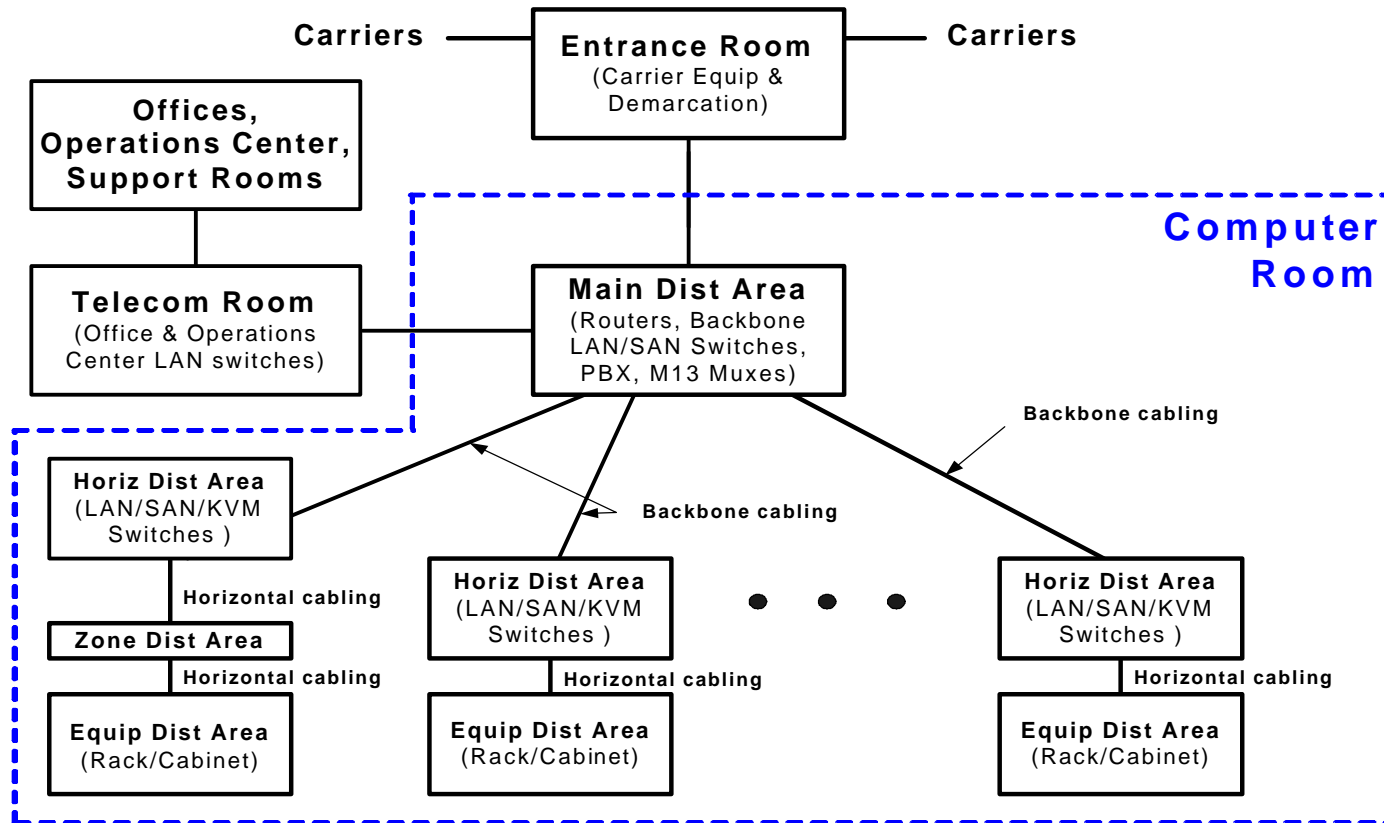 Carriers
Entrance Room
(Carrier Equip &
Demarcation)
Carriers
Offices,
Operations Center,
Support Rooms
Computer
Room
Telecom Room
(Office & Operations
Center LAN switches)
Main Dist Area
(Routers, Backbone
LAN/SAN Switches,
PBX, M13 Muxes)
Backbone cabling
Horiz Dist Area
(LAN/SAN/KVM
Switches )
Backbone cabling
Horizontal cabling
Zone Dist Area
Horizontal cabling
Equip Dist Area
(Rack/Cabinet)
Horiz Dist Area
(LAN/SAN/KVM
Switches )
Horizontal cabling
Equip Dist Area
(Rack/Cabinet)
Horiz Dist Area
(LAN/SAN/KVM
Switches )
Horizontal cabling
Equip Dist Area
(Rack/Cabinet)